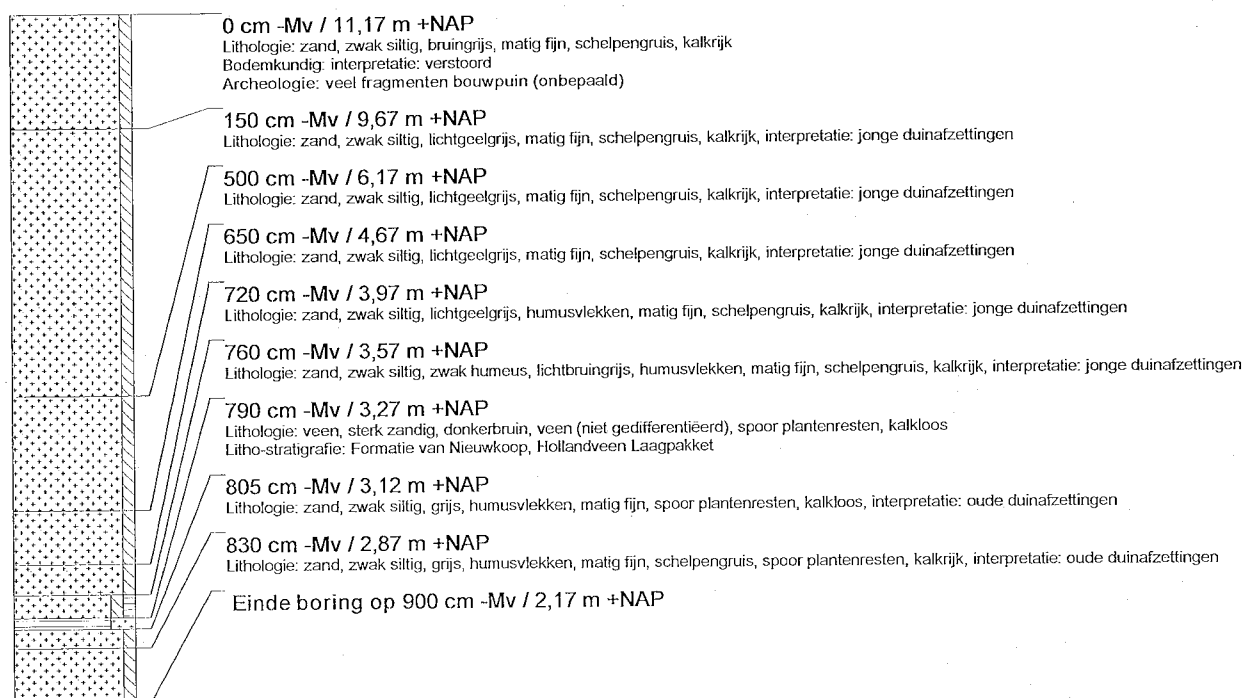 0 cm -Mv / 11,17 m +NAP
Lithologie: zand, zwak siltig, bruingrijs, matig fijn, schelpengruis, kalkrijk
Bodemkundig: interpretatie: verstoord
Archeologie: veel fragmenten bouwpuin (onbepaald)
150 cm -Mv / 9,67 m +NAP
Lithologie: zand, zwak siltig, lichtgeelgrijs, matig fijn, schelpengruis, kalkrijk, interpretatie: jonge duinafzettingen
500 cm -Mv / 6,17 m +NAP
Lithologie: zand, zwak siltig, lichtgeelgrijs, matig fijn, schelpengruis, kalkrijk, interpretatie: jonge duinafzettingen
650 cm -Mv / 4,67 m +NAP
Lithologie: zand, zwak siltig, lichtgeelgrijs, matig fijn, schelpengruis, kalkrijk, interpretatie: jonge duinafzettingen
720 cm -Mv / 3,97 m +NAP
Lithologie: zand, zwak siltig, lichtgeelgrijs, humusvlekken, matig fijn, schelpengruis, kalkrijk, interpretatie: jonge duinafzettingen
760 cm -Mv / 3,57 m +NAP
Lithologie: zand, zwak siltig, zwak humeus, lichtbruingrijs, humusvlekken, matig fijn, schelpengruis, kalkrijk, interpretatie: jonge duinafzettingen
790 cm -Mv / 3,27 m +NAP
Lithologie: veen, sterk zandig, donkerbruin, veen (niet gedifferentiëerd), spoor plantenresten, kalkloos
Litho-stratigrafie: Formatie van Nieuwkoop, Hollandveen Laagpakket
805 cm -Mv / 3,12 m +NAP
Lithologie: zand, zwak siltig, grijs, humusvlekken, matig fijn, spoor plantenresten, kalkloos, interpretatie: oude duinafzettingen
830 cm -Mv / 2,87 m +NAP
Lithologie: zand, zwak siltig, grijs, humusvlekken, matig fijn, schelpengruis, spoor plantenresten, kalkrijk, interpretatie: oude duinafzettingen
Einde boring op 900 cm -Mv / 2,17 m +NAP